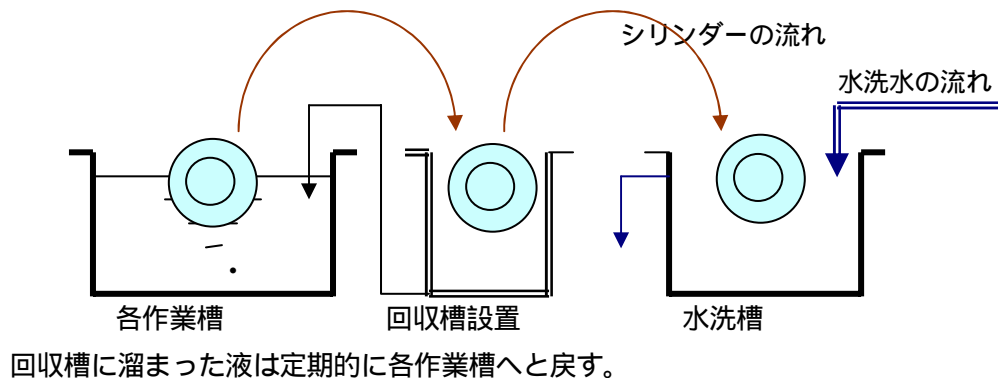 シリンダーの流れ
水洗水の流れ
各作業槽
回収槽設置
水洗槽
回収槽に溜まった液は定期的に各作業槽へと戻す。